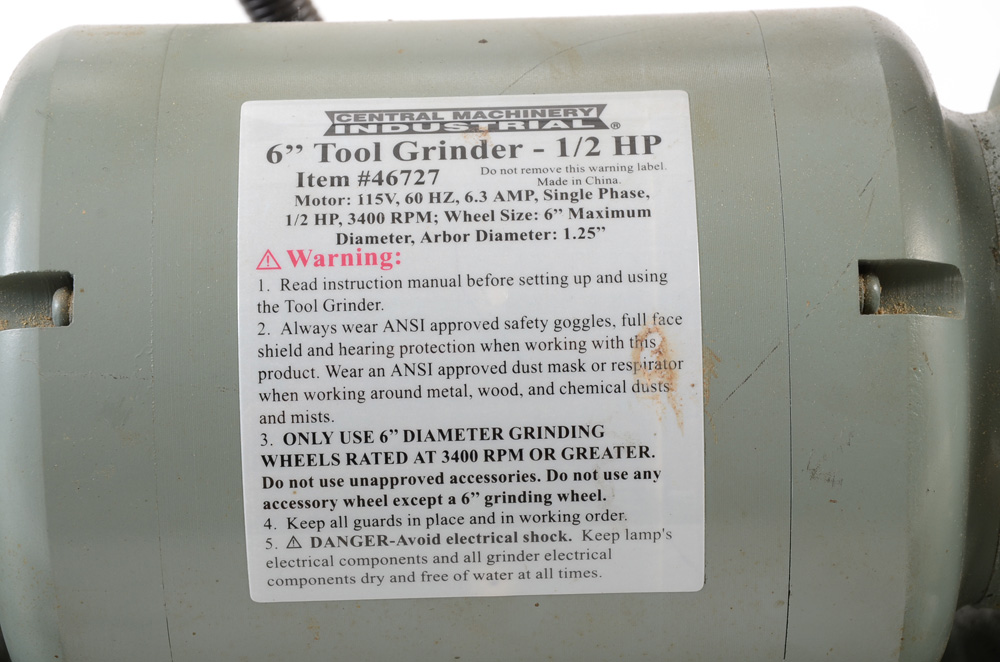 CENTRAL MACHINERY
INDUSTRIAL ®
6” Tool Grinder - 1/2 HP
Item #46727
Do not remove this warning label.
Made in China.
Motor: 115V, 60 HZ, 6.3 AMP, Single Phase,
1/2 HP, 3400 RPM; Wheel Size: 6” Maximum
Diameter, Arbor Diameter: 1.25”
⚠ Warning:
1. Read instruction manual before setting up and using
the Tool Grinder.
2. Always wear ANSI approved safety goggles, full face
shield and hearing protection when working with this
product. Wear an ANSI approved dust mask or respirator
when working around metal, wood, and chemical dusts
and mists.
3. ONLY USE 6” DIAMETER GRINDING
WHEELS RATED AT 3400 RPM OR GREATER.
Do not use unapproved accessories. Do not use any
accessory wheel except a 6” grinding wheel.
4. Keep all guards in place and in working order.
5. ⚠ DANGER-Avoid electrical shock. Keep lamp's
electrical components and all grinder electrical
components dry and free of water at all times.